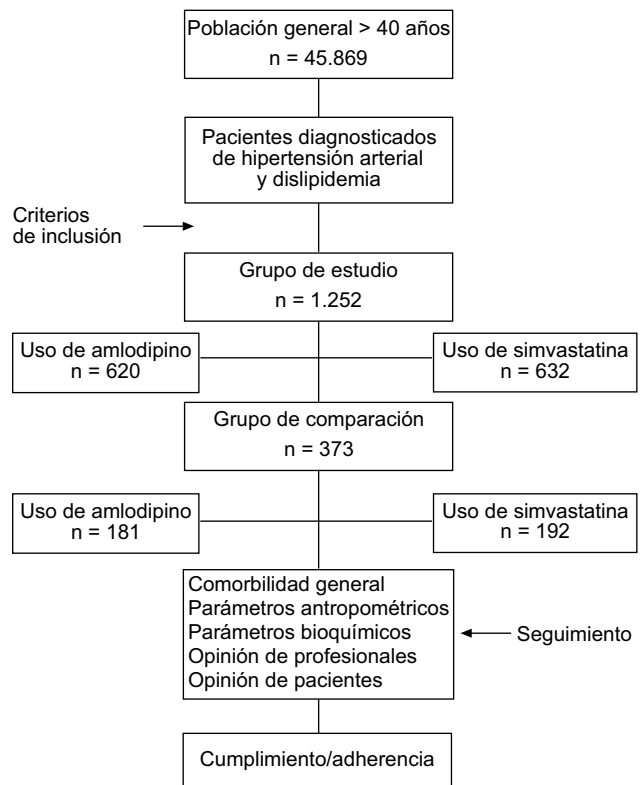 Población general > 40 años
n = 45.869
Pacientes diagnosticados
de hipertensión arterial
y dislipidemia
Criterios
de inclusión
Grupo de estudio
n = 1.252
Uso de amlodipino
n = 620
Uso de simvastatina
n = 632
Grupo de comparación
n = 373
Uso de amlodipino
n = 181
Uso de simvastatina
n = 192
Comorbilidad general
Parámetros antropométricos
Parámetros bioquímicos
Opinión de profesionales
Opinión de pacientes
Seguimiento
Cumplimiento/adherencia